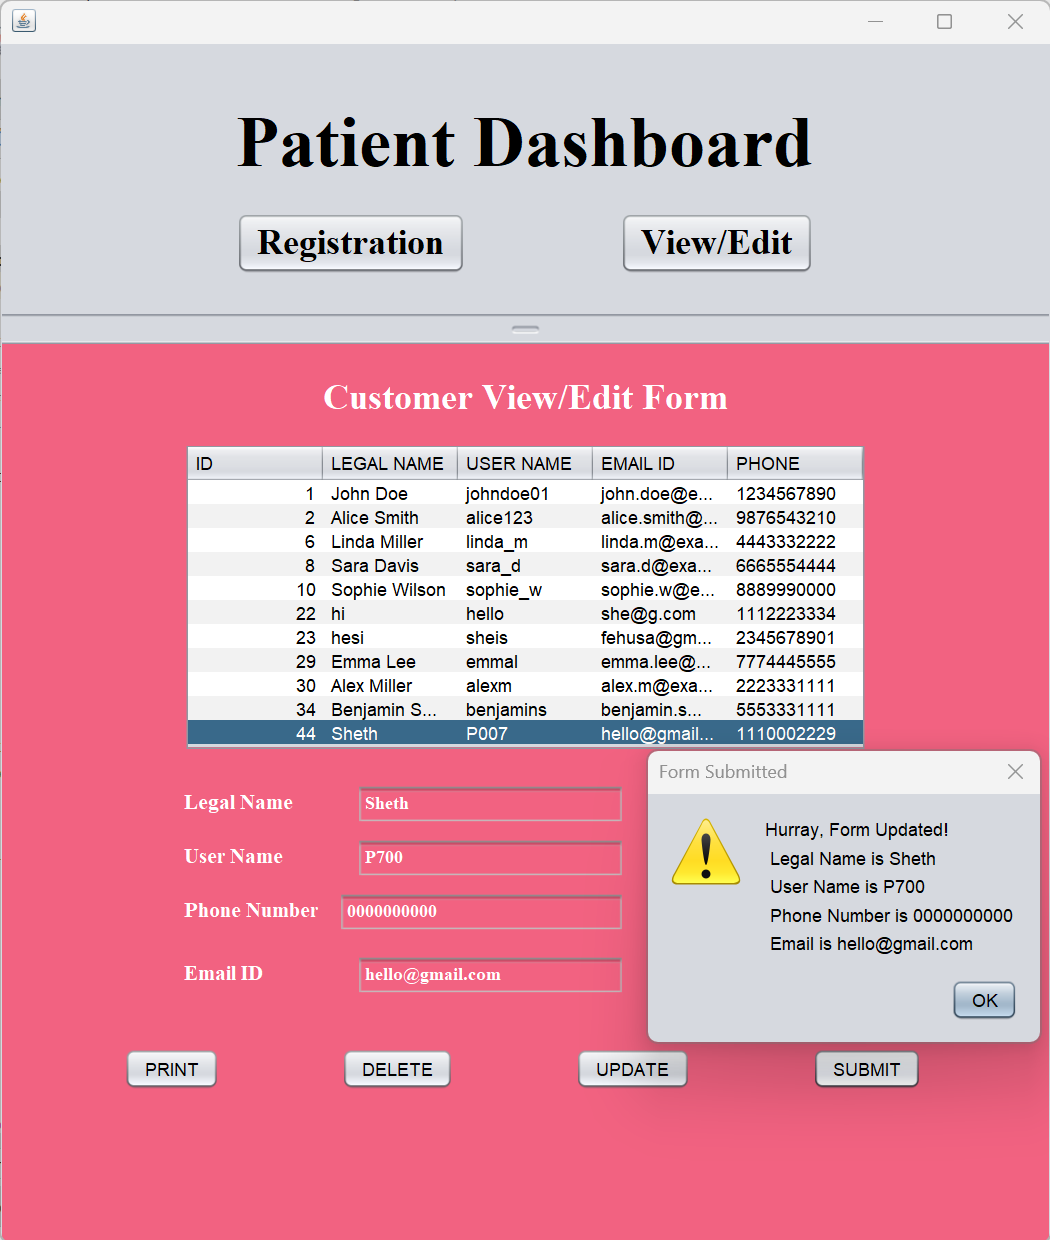 Patient Dashboard
Registration View/Edit
Customer View/Edit Form
ID LEGAL NAME USER NAME EMAIL ID PHONE
1 John Doe johndoe01 john.doe@e... 1234567890
2 Alice Smith alice123 alice.smith@... 9876543210
6 Linda Miller linda_m linda.m@exa... 4443332222
8 Sara Davis sara_d sara.d@exa... 6665554444
10 Sophie Wilson sophie_w sophie.w@e... 8889990000
22 hi hello she@g.com 1112223334
23 hesi sheis fehusa@gm... 2345678901
29 Emma Lee emmal emma.lee@... 7774445555
30 Alex Miller alexm alex.m@exa... 2223331111
34 Benjamin S... benjamins benjamin.s... 5553331111
44 Sheth P007 hello@gmail... 1110002229
Legal Name Sheth
User Name P700
Phone Number 0000000000
Email ID hello@gmail.com
Form Submitted
Hurray, Form Updated!
Legal Name is Sheth
User Name is P700
Phone Number is 0000000000
Email is hello@gmail.com
OK
PRINT DELETE UPDATE SUBMIT